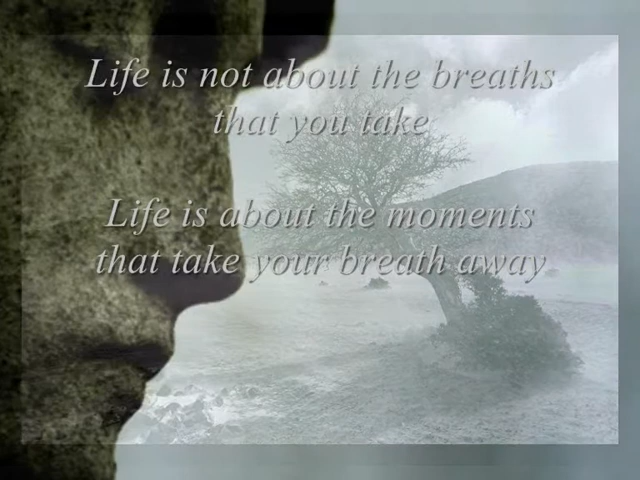 Life is not about the breaths
that you take
Life is about the moments
that take your breath away